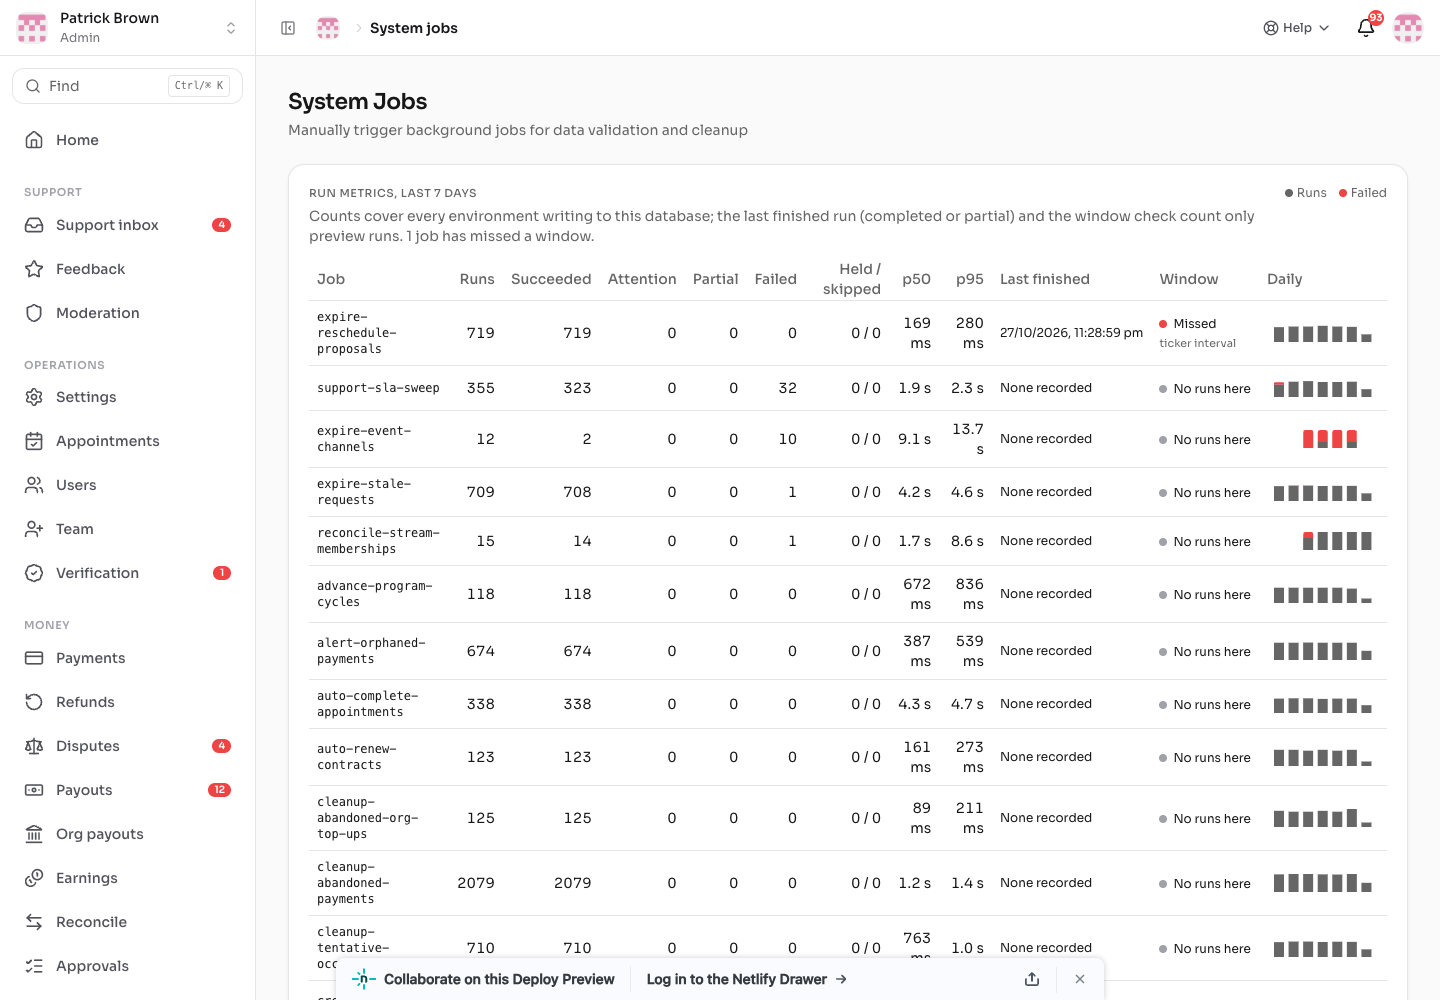 Patrick Brown
Admin
Find
Ctrl/⌘ K
Home
SUPPORT
Support inbox 4
Feedback
Moderation
OPERATIONS
Settings
Appointments
Users
Team
Verification 1
MONEY
Payments
Refunds
Disputes 4
Payouts 12
Org payouts
Earnings
Reconcile
Approvals
System jobs
Help
93
System Jobs
Manually trigger background jobs for data validation and cleanup
RUN METRICS, LAST 7 DAYS
Runs Failed
Counts cover every environment writing to this database; the last finished run (completed or partial) and the window check count only
preview runs. 1 job has missed a window.
Job Runs Succeeded Attention Partial Failed Held / skipped p50 p95 Last finished Window Daily
expire-reschedule-proposals 719 719 0 0 0 0 / 0 169 ms 280 ms 27/10/2026, 11:28:59 pm Missed ticker interval
support-sla-sweep 355 323 0 0 32 0 / 0 1.9 s 2.3 s None recorded No runs here
expire-event-channels 12 2 0 0 10 0 / 0 9.1 s 13.7 s None recorded No runs here
expire-stale-requests 709 708 0 0 1 0 / 0 4.2 s 4.6 s None recorded No runs here
reconcile-stream-memberships 15 14 0 0 1 0 / 0 1.7 s 8.6 s None recorded No runs here
advance-program-cycles 118 118 0 0 0 0 / 0 672 ms 836 ms None recorded No runs here
alert-orphaned-payments 674 674 0 0 0 0 / 0 387 ms 539 ms None recorded No runs here
auto-complete-appointments 338 338 0 0 0 0 / 0 4.3 s 4.7 s None recorded No runs here
auto-renew-contracts 123 123 0 0 0 0 / 0 161 ms 273 ms None recorded No runs here
cleanup-abandoned-org-top-ups 125 125 0 0 0 0 / 0 89 ms 211 ms None recorded No runs here
cleanup-abandoned-payments 2079 2079 0 0 0 0 / 0 1.2 s 1.4 s None recorded No runs here
cleanup-tentative- 710 710 0 0 0 0 / 0 763 1.0 s None recorded No runs here
Collaborate on this Deploy Preview
Log in to the Netlify Drawer →